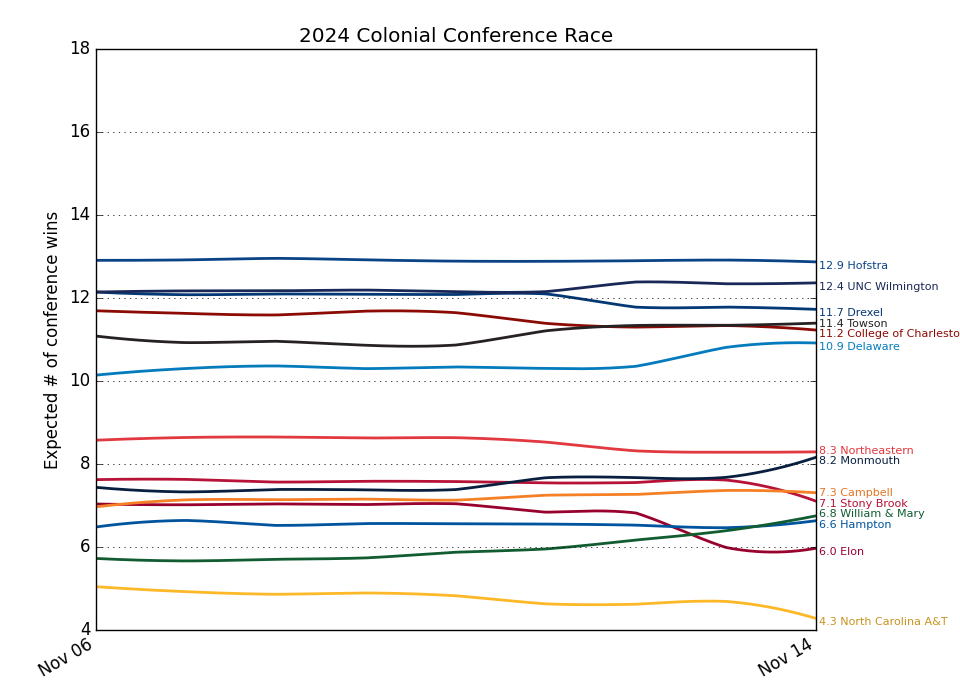 2024 Colonial Conference Race
Expected # of conference wins
18
16
14
12
10
8
6
4
Nov 06
Nov 14
12.9 Hofstra
12.4 UNC Wilmington
11.7 Drexel
11.4 Towson
11.2 College of Charlesto
10.9 Delaware
8.3 Northeastern
8.2 Monmouth
7.3 Campbell
7.1 Stony Brook
6.8 William & Mary
6.6 Hampton
6.0 Elon
4.3 North Carolina A&T